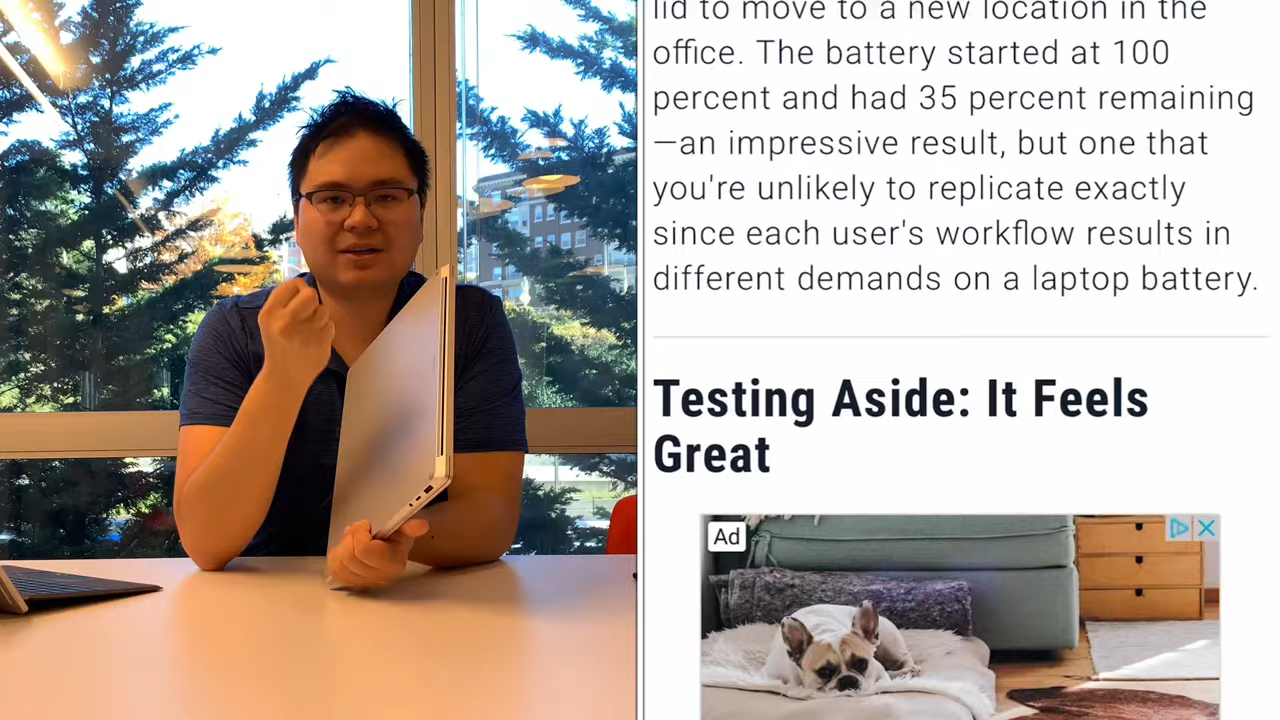 lid to move to a new location in the
office. The battery started at 100
percent and had 35 percent remaining
—an impressive result, but one that
you're unlikely to replicate exactly
since each user's workflow results in
different demands on a laptop battery.
Testing Aside: It Feels
Great
Ad